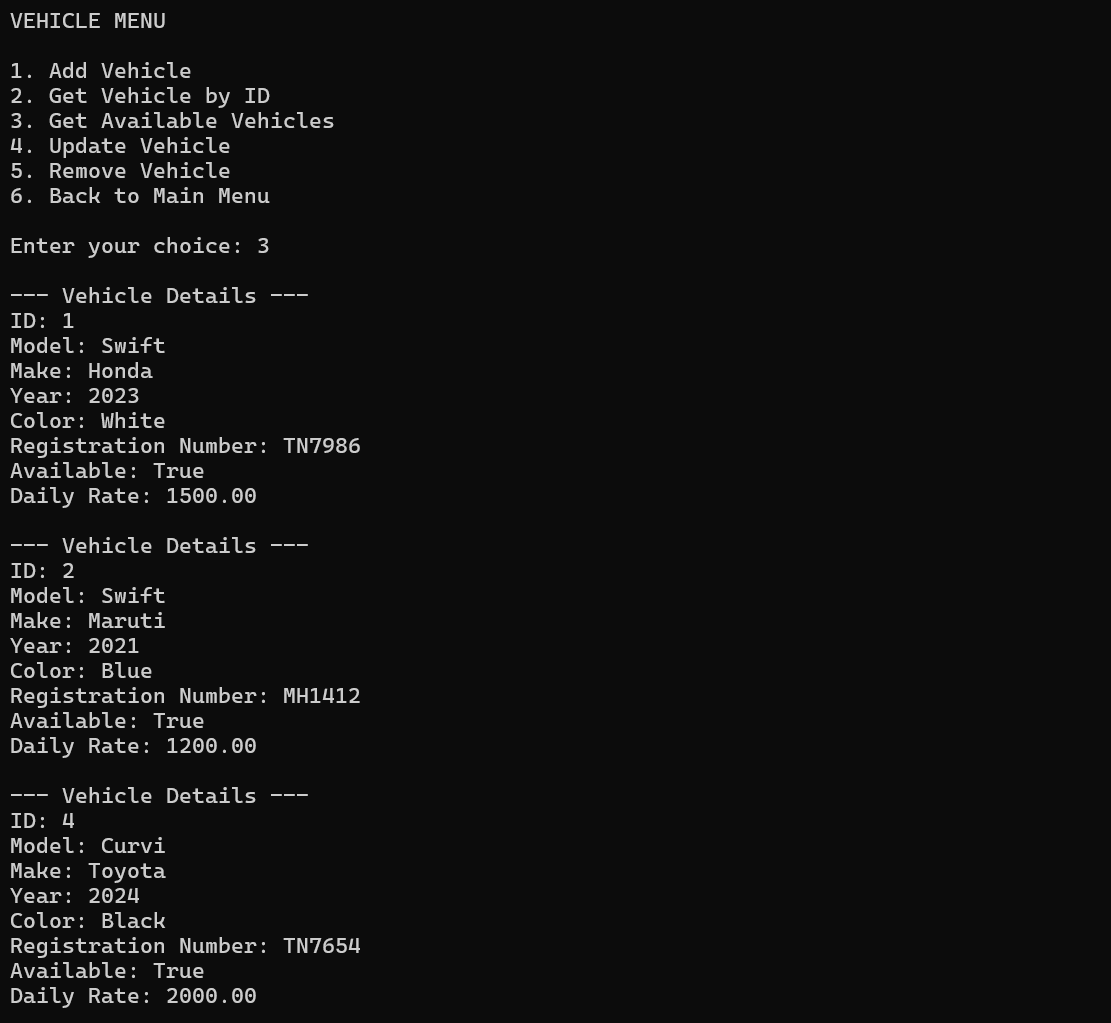 VEHICLE MENU
1. Add Vehicle
2. Get Vehicle by ID
3. Get Available Vehicles
4. Update Vehicle
5. Remove Vehicle
6. Back to Main Menu
Enter your choice: 3
--- Vehicle Details ---
ID: 1
Model: Swift
Make: Honda
Year: 2023
Color: White
Registration Number: TN7986
Available: True
Daily Rate: 1500.00
--- Vehicle Details ---
ID: 2
Model: Swift
Make: Maruti
Year: 2021
Color: Blue
Registration Number: MH1412
Available: True
Daily Rate: 1200.00
--- Vehicle Details ---
ID: 4
Model: Curvi
Make: Toyota
Year: 2024
Color: Black
Registration Number: TN7654
Available: True
Daily Rate: 2000.00